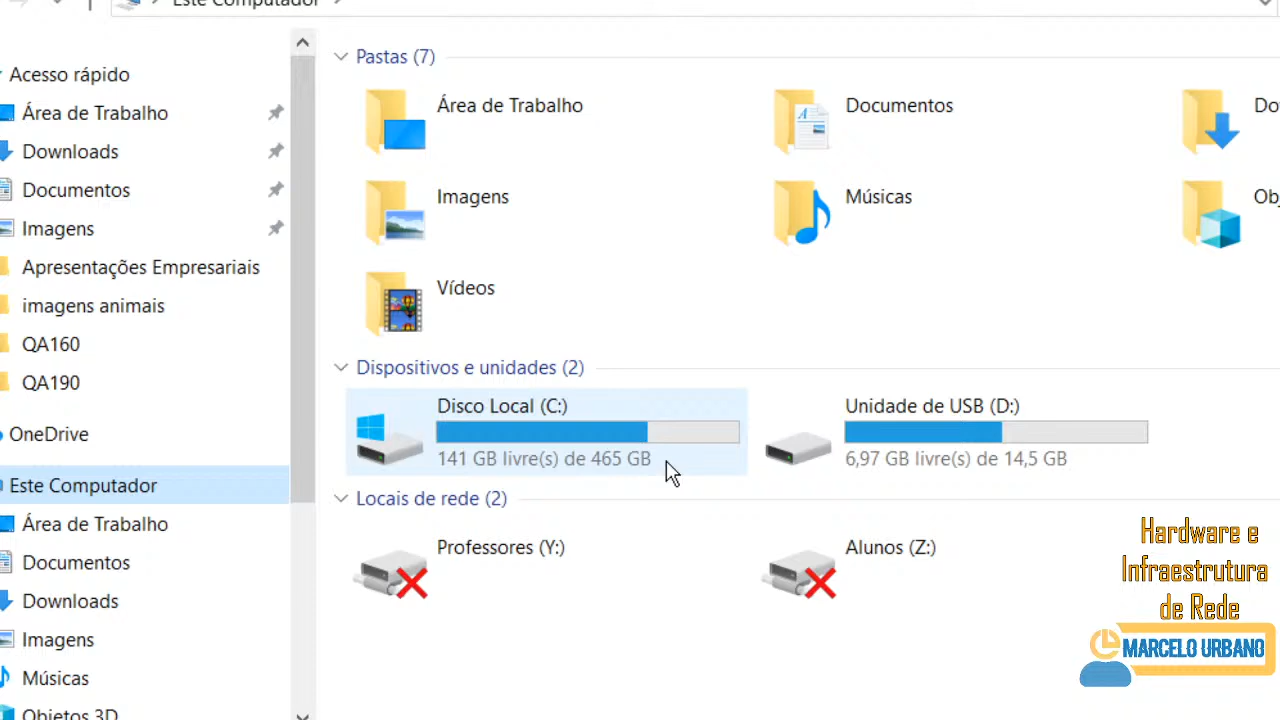 Este Computador
Acesso rápido
Área de Trabalho
Downloads
Documentos
Imagens
Apresentações Empresariais
imagens animais
QA160
QA190
OneDrive
Este Computador
Área de Trabalho
Documentos
Downloads
Imagens
Músicas
Objetos 3D
Pastas (7)
Área de Trabalho
Documentos
Do
Imagens
Músicas
Obj
Vídeos
Dispositivos e unidades (2)
Disco Local (C:)
141 GB livre(s) de 465 GB
Unidade de USB (D:)
6,97 GB livre(s) de 14,5 GB
Locais de rede (2)
Professores (Y:)
Alunos (Z:)
Hardware e
Infraestrutura
de Rede
MARCELO URBANO